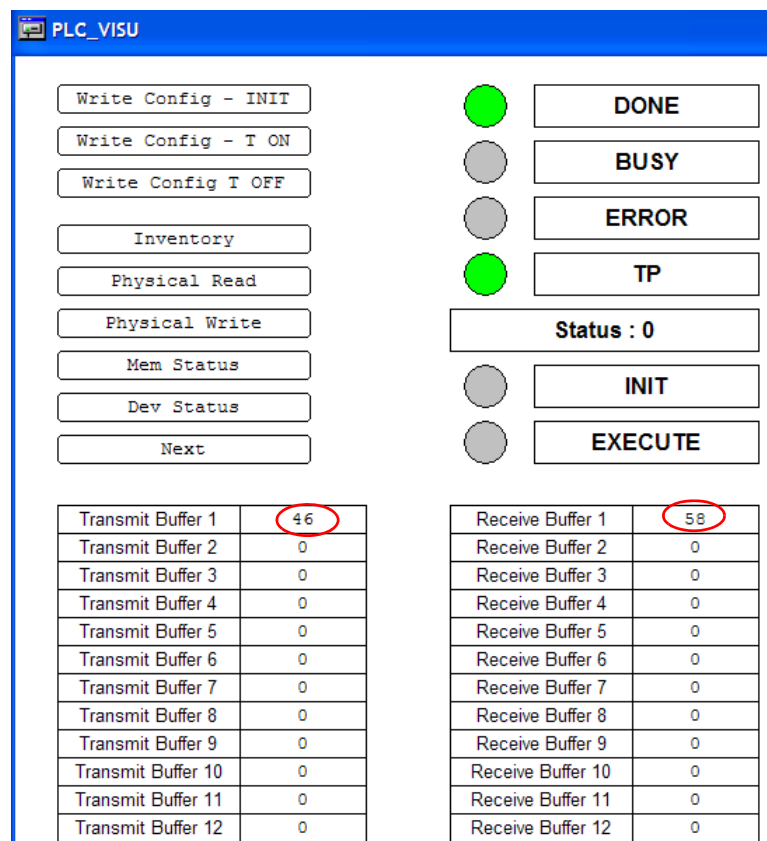 PLC_VISU
Write Config - INIT
Write Config - T ON
Write Config T OFF
Inventory
Physical Read
Physical Write
Mem Status
Dev Status
Next
DONE
BUSY
ERROR
TP
Status : 0
INIT
EXECUTE
Transmit Buffer 1 46
Transmit Buffer 2 0
Transmit Buffer 3 0
Transmit Buffer 4 0
Transmit Buffer 5 0
Transmit Buffer 6 0
Transmit Buffer 7 0
Transmit Buffer 8 0
Transmit Buffer 9 0
Transmit Buffer 10 0
Transmit Buffer 11 0
Transmit Buffer 12 0
Receive Buffer 1 58
Receive Buffer 2 0
Receive Buffer 3 0
Receive Buffer 4 0
Receive Buffer 5 0
Receive Buffer 6 0
Receive Buffer 7 0
Receive Buffer 8 0
Receive Buffer 9 0
Receive Buffer 10 0
Receive Buffer 11 0
Receive Buffer 12 0